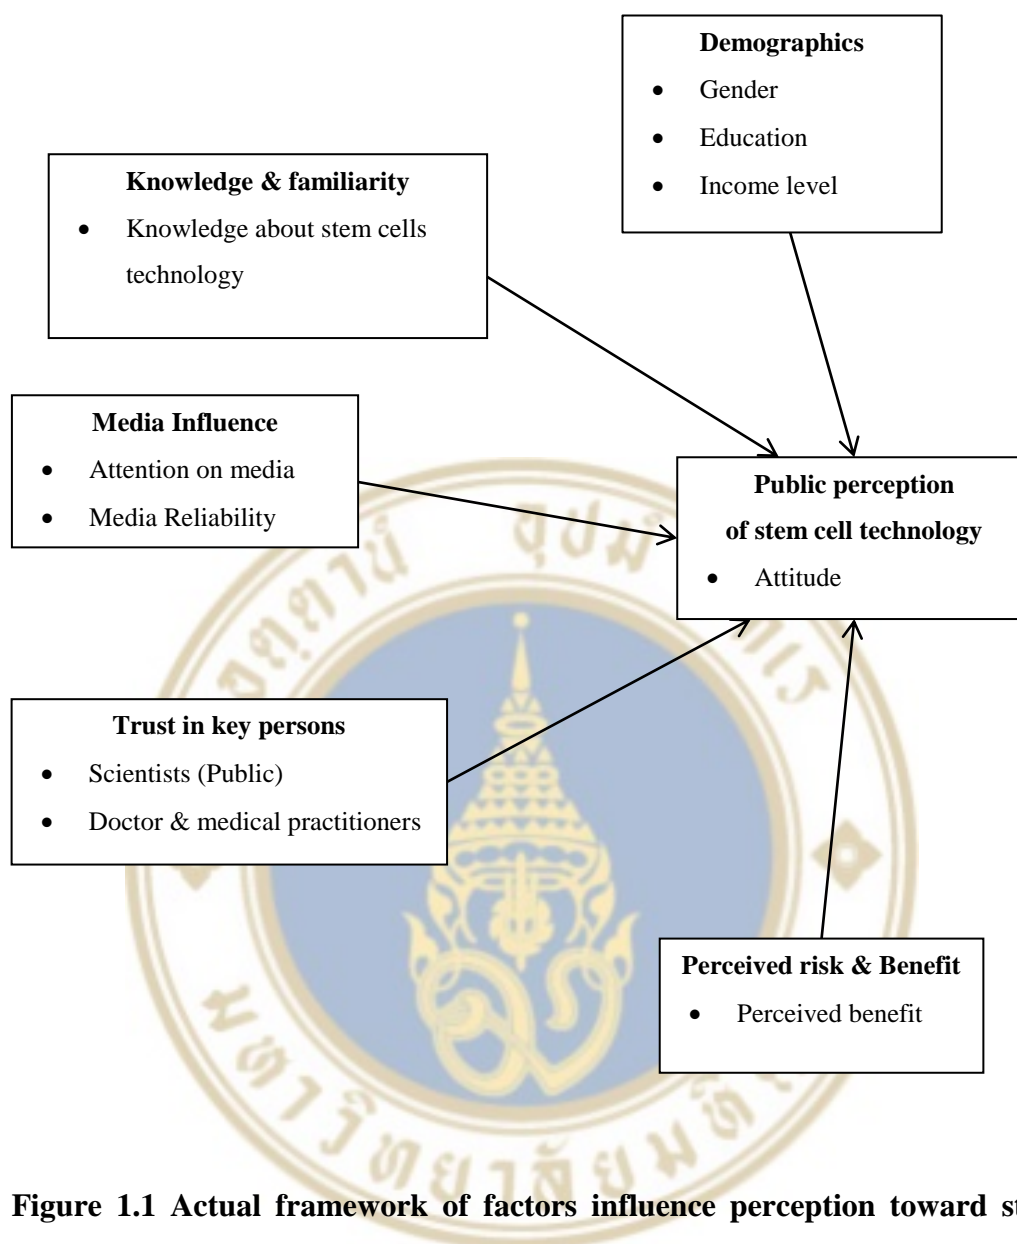 Demographics
• Gender
• Education
• Income level
Knowledge & familiarity
• Knowledge about stem cells
technology
Media Influence
• Attention on media
• Media Reliability
Public perception
of stem cell technology
• Attitude
Trust in key persons
• Scientists (Public)
• Doctor & medical practitioners
Perceived risk & Benefit
• Perceived benefit
Figure 1.1 Actual framework of factors influence perception toward